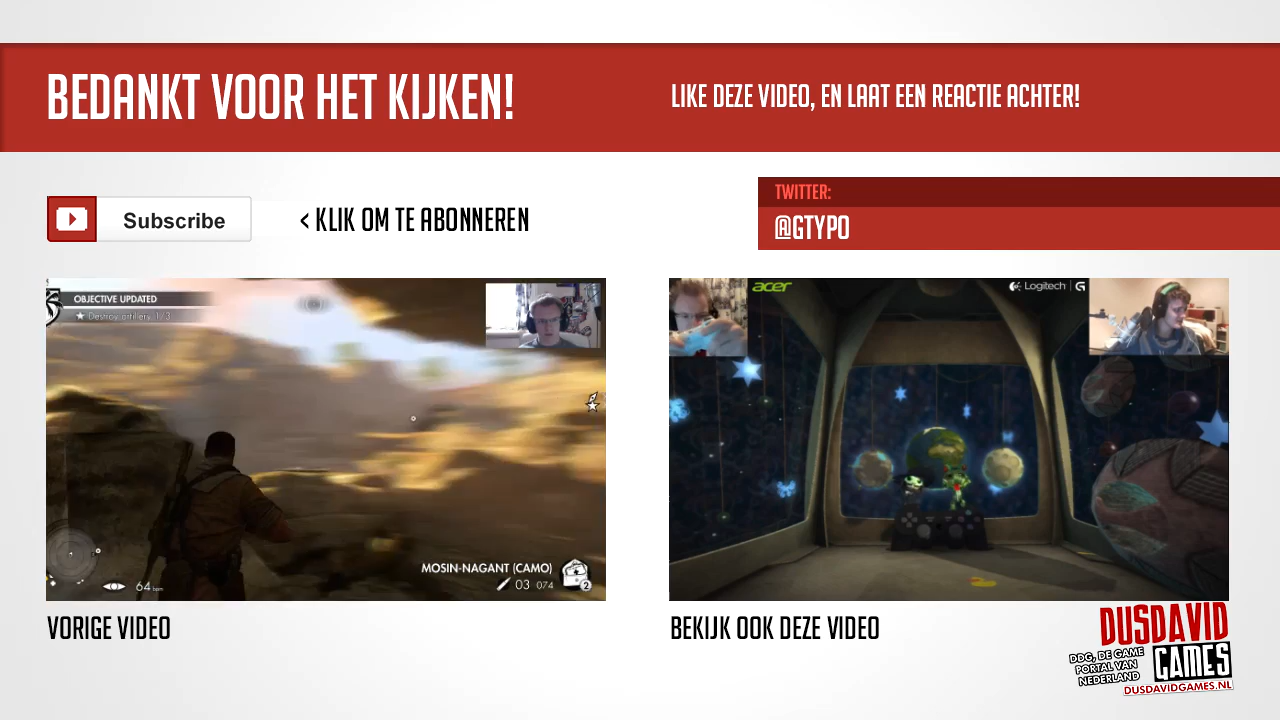 BEDANKT VOOR HET KIJKEN!
LIKE DEZE VIDEO, EN LAAT EEN REACTIE ACHTER!
Subscribe
< KLIK OM TE ABONNEREN
TWITTER:
@GTYPO
OBJECTIVE UPDATED
★ Destroy artillery 1/3
MOSIN-NAGANT (CAMO)
03 074
2
64 bpm
acer
Logitech | G
VORIGE VIDEO
BEKIJK OOK DEZE VIDEO
DUSDAVID
GAMES
DDG, DE GAME
PORTAL VAN
NEDERLAND
DUSDAVIDGAMES.NL